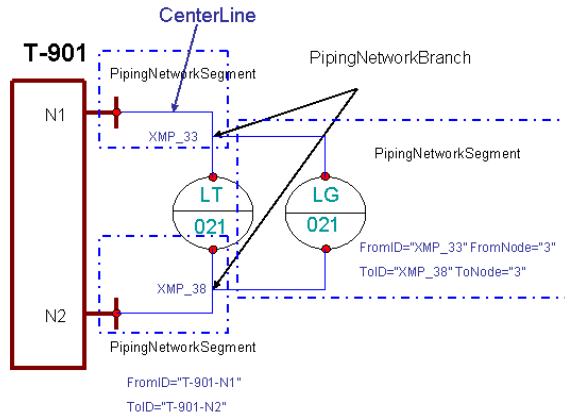 CenterLine
T-901
PipingNetworkBranch
PipingNetworkSegment
N1
XMP_33
PipingNetworkSegment
LT
021
LG
021
FromID="XMP_33" FromNode="3"
ToID="XMP_38" ToNode="3"
XMP_38
N2
PipingNetworkSegment
FromID="T-901-N1"
ToID="T-901-N2"